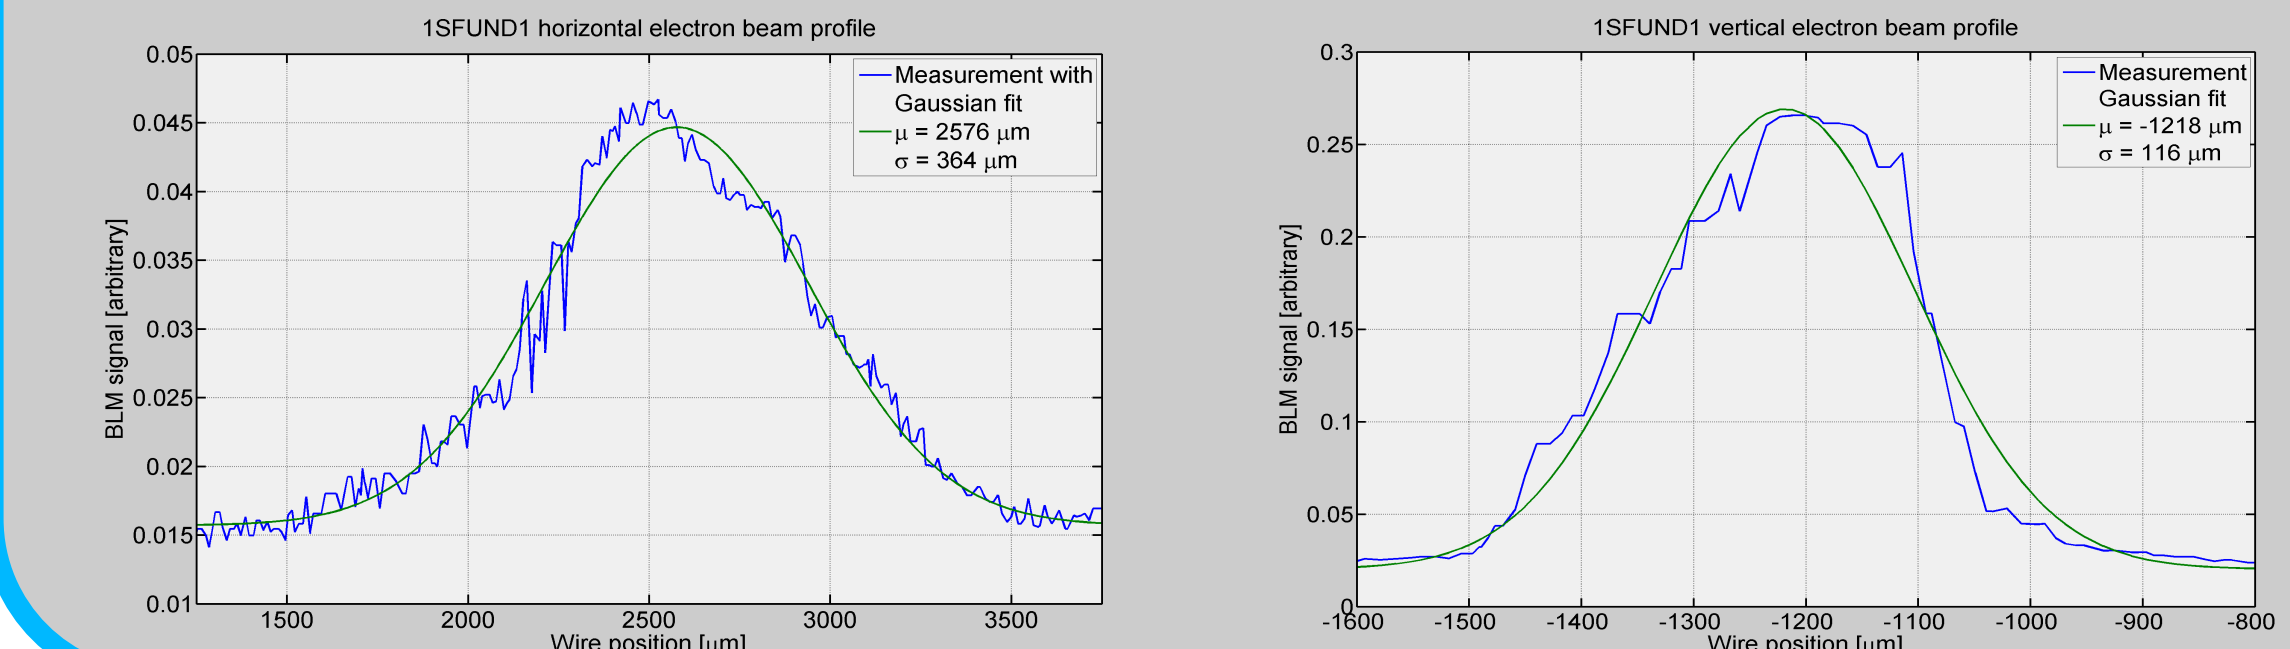 1SFUND1 horizontal electron beam profile
0.05
0.045
0.04
0.035
0.03
0.025
0.02
0.015
0.01
BLM signal [arbitrary]
Measurement with
Gaussian fit
μ = 2576 μm
σ = 364 μm
1500 2000 2500 3000 3500
Wire position [μm]
1SFUND1 vertical electron beam profile
0.3
0.25
0.2
0.15
0.1
0.05
0
BLM signal [arbitrary]
Measurement
Gaussian fit
μ = -1218 μm
σ = 116 μm
-1600 -1500 -1400 -1300 -1200 -1100 -1000 -900 -800
Wire position [μm]